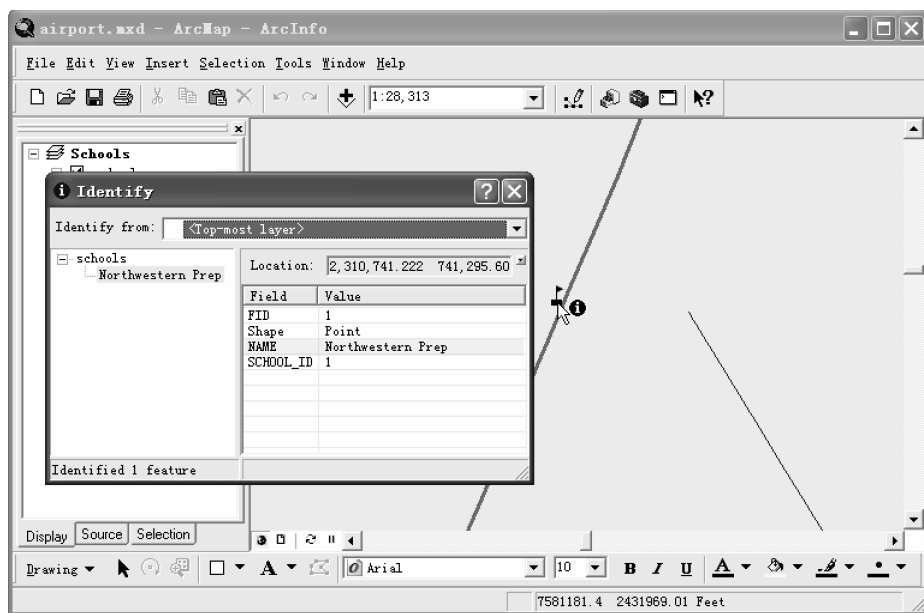 airport.mxd - ArcMap - ArcInfo
File Edit View Insert Selection Tools Window Help
1:28,313
Schools
Identify
Identify from: <Top-most layer>
schools
Northwestern Prep
Location: 2,310,741.222 741,295.60
Field Value
FID 1
Shape Point
NAME Northwestern Prep
SCHOOL_ID 1
Identified 1 feature
Display Source Selection
Drawing A Arial 10 B I U A
7581181.4 2431969.01 Feet